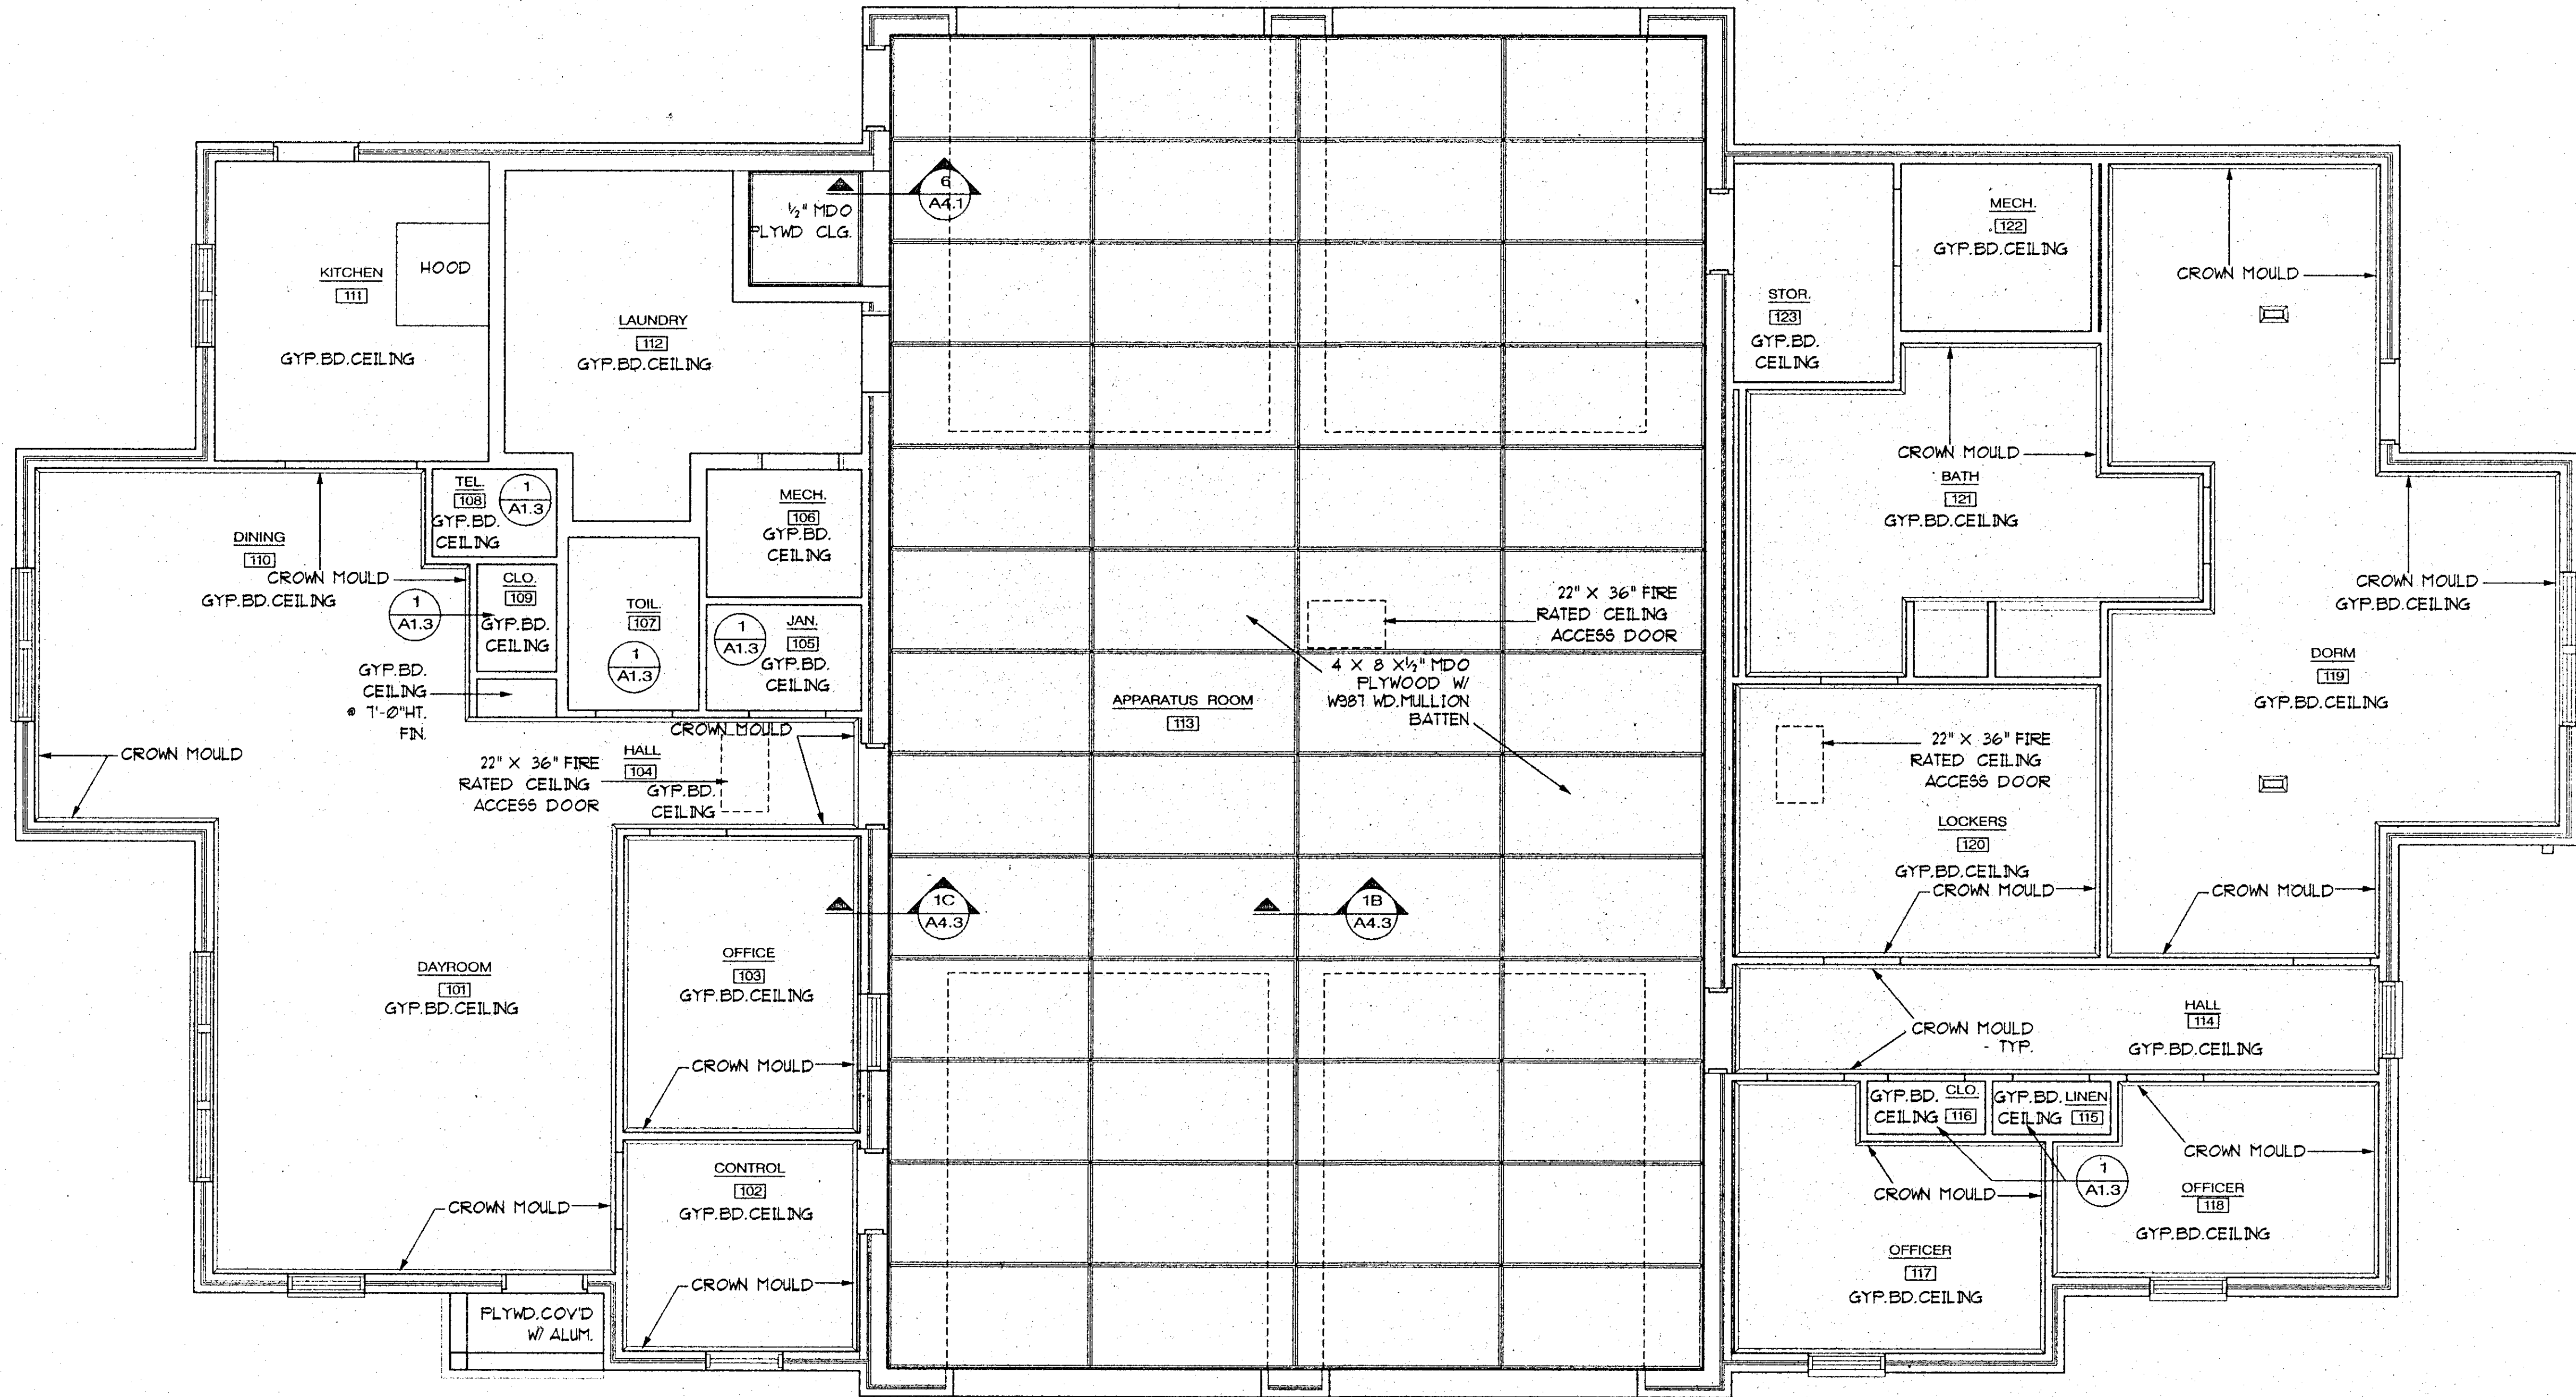 6
A4.1
½" MDO
PLYWD CLG.
KITCHEN
111
GYP.BD.CEILING
HOOD
LAUNDRY
112
GYP.BD.CEILING
TEL.
108
GYP.BD.
CEILING
1
A1.3
MECH.
106
GYP.BD.
CEILING
DINING
110
CROWN MOULD
GYP.BD.CEILING
1
A1.3
CLO.
109
GYP.BD.
CEILING
TOIL.
107
1
A1.3
1
A1.3
JAN.
105
GYP.BD.
CEILING
GYP.BD.
CEILING
@ 7'-0"HT.
FIN.
CROWN MOULD
CROWN MOULD
22" X 36" FIRE
RATED CEILING
ACCESS DOOR
HALL
104
GYP.BD.
CEILING
OFFICE
103
GYP.BD.CEILING
CROWN MOULD
DAYROOM
101
GYP.BD.CEILING
CROWN MOULD
CONTROL
102
GYP.BD.CEILING
CROWN MOULD
PLYWD.COV'D
W/ ALUM.
22" X 36" FIRE
RATED CEILING
ACCESS DOOR
4 X 8 X½" MDO
PLYWOOD W/
W987 WD.MULLION
BATTEN
APPARATUS ROOM
113
1C
A4.3
1B
A4.3
MECH.
122
GYP.BD.CEILING
STOR.
123
GYP.BD.
CEILING
CROWN MOULD
CROWN MOULD
BATH
121
GYP.BD.CEILING
CROWN MOULD
GYP.BD.CEILING
DORM
119
GYP.BD.CEILING
22" X 36" FIRE
RATED CEILING
ACCESS DOOR
LOCKERS
120
GYP.BD.CEILING
CROWN MOULD
CROWN MOULD
HALL
114
GYP.BD.CEILING
CROWN MOULD
- TYP.
GYP.BD. CLO.
CEILING 116
GYP.BD. LINEN
CEILING 115
CROWN MOULD
1
A1.3
CROWN MOULD
OFFICER
118
GYP.BD.CEILING
OFFICER
117
GYP.BD.CEILING